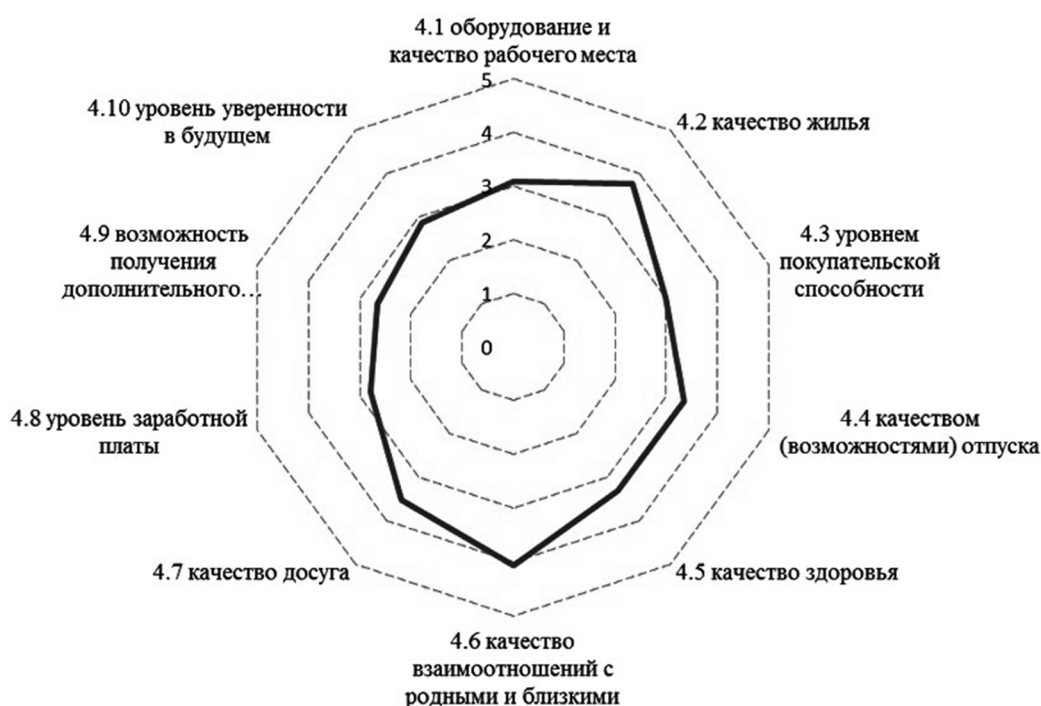 4.1 оборудование и
качество рабочего места
4.2 качество жилья
4.3 уровнем
покупательской
способности
4.4 качеством
(возможностями) отпуска
4.5 качество здоровья
4.6 качество
взаимоотношений с
родными и близкими
4.7 качество досуга
4.8 уровень заработной
платы
4.9 возможность
получения
дополнительного...
4.10 уровень уверенности
в будущем
5
4
3
2
1
0